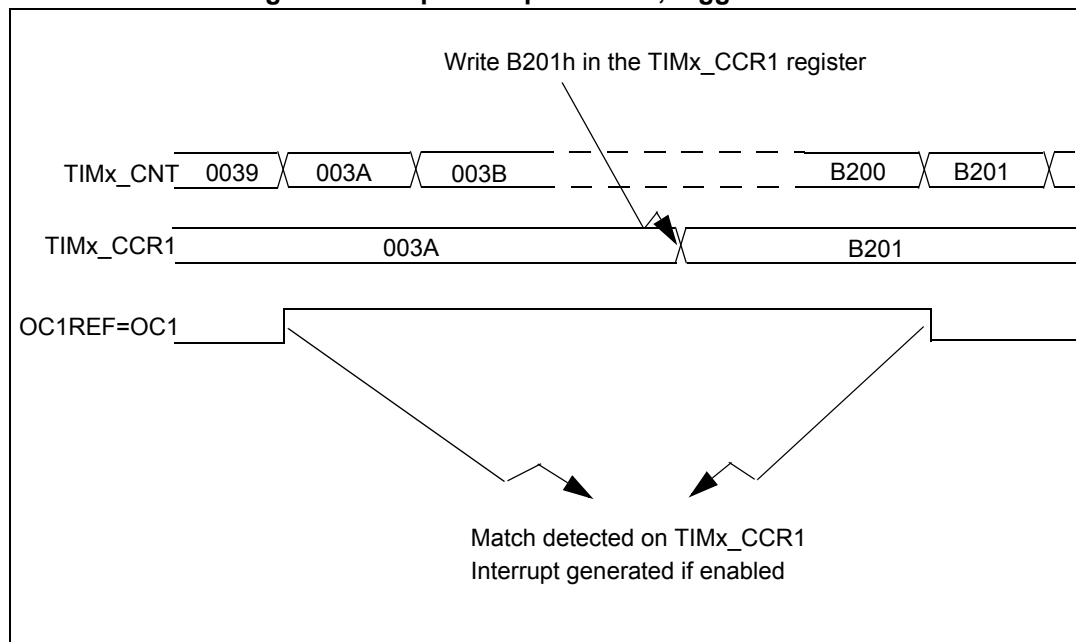 Write B201h in the TIMx_CCR1 register
TIMx_CNT 0039 003A 003B B200 B201
TIMx_CCR1 003A B201
OC1REF=OC1
Match detected on TIMx_CCR1
Interrupt generated if enabled